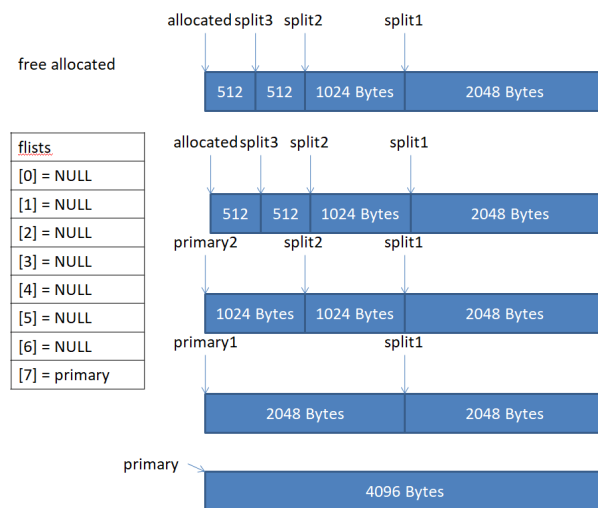 allocated split3 split2 split1
free allocated
512 512 1024 Bytes 2048 Bytes
flists
[0] = NULL
[1] = NULL
[2] = NULL
[3] = NULL
[4] = NULL
[5] = NULL
[6] = NULL
[7] = primary
allocated split3 split2 split1
512 512 1024 Bytes 2048 Bytes
primary2 split2 split1
1024 Bytes 1024 Bytes 2048 Bytes
primary1 split1
2048 Bytes 2048 Bytes
primary
4096 Bytes